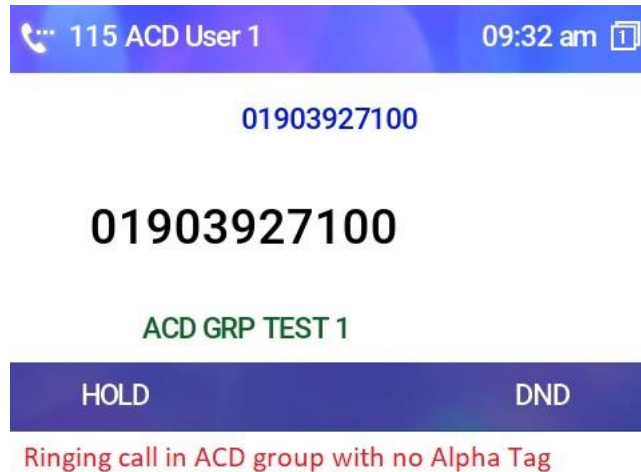 115 ACD User 1 09:32 am 1
01903927100
01903927100
ACD GRP TEST 1
HOLD DND
Ringing call in ACD group with no Alpha Tag